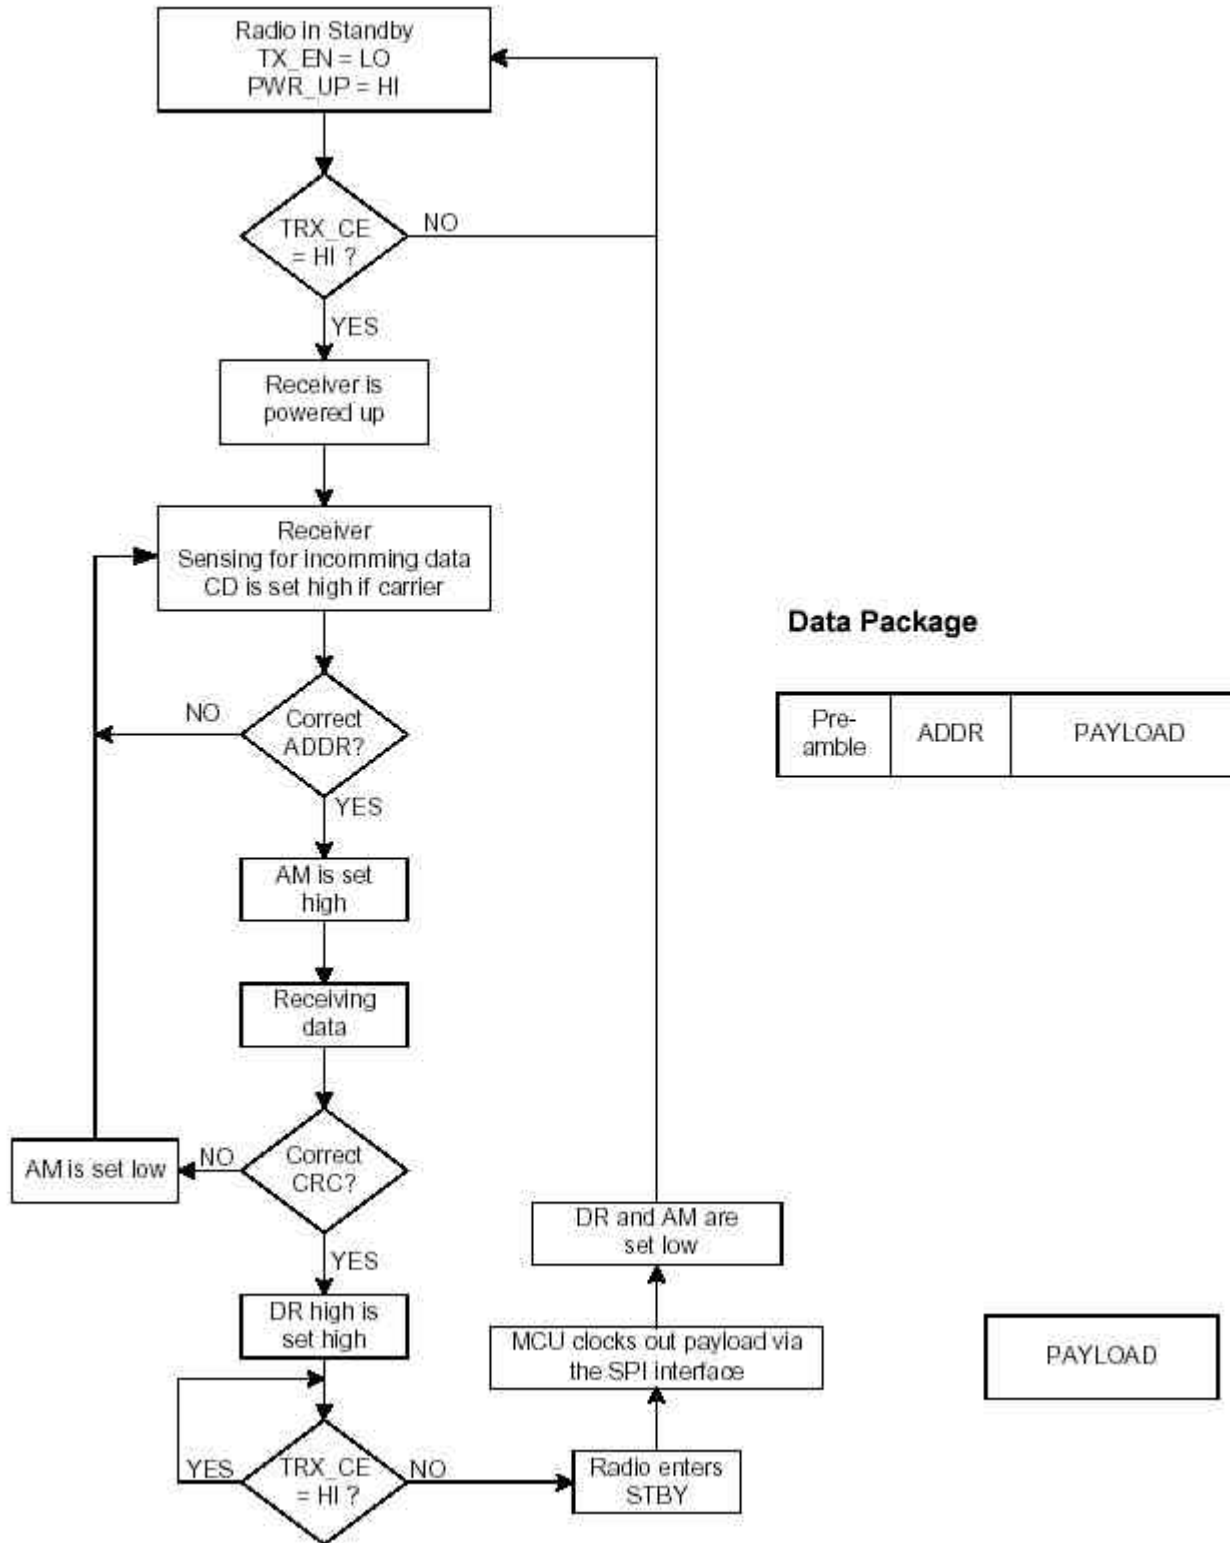 Radio in Standby
TX_EN = LO
PWR_UP = HI
TRX_CE
= HI ?
NO
YES
Receiver is
powered up
Receiver
Sensing for incomming data
CD is set high if carrier
Correct
ADDR?
NO
YES
AM is set
high
Receiving
data
Correct
CRC?
NO
AM is set low
YES
DR high is
set high
TRX_CE
= HI ?
YES
NO
Radio enters
STBY
MCU clocks out payload via
the SPI interface
DR and AM are
set low
Data Package
Pre-
amble
ADDR
PAYLOAD
PAYLOAD